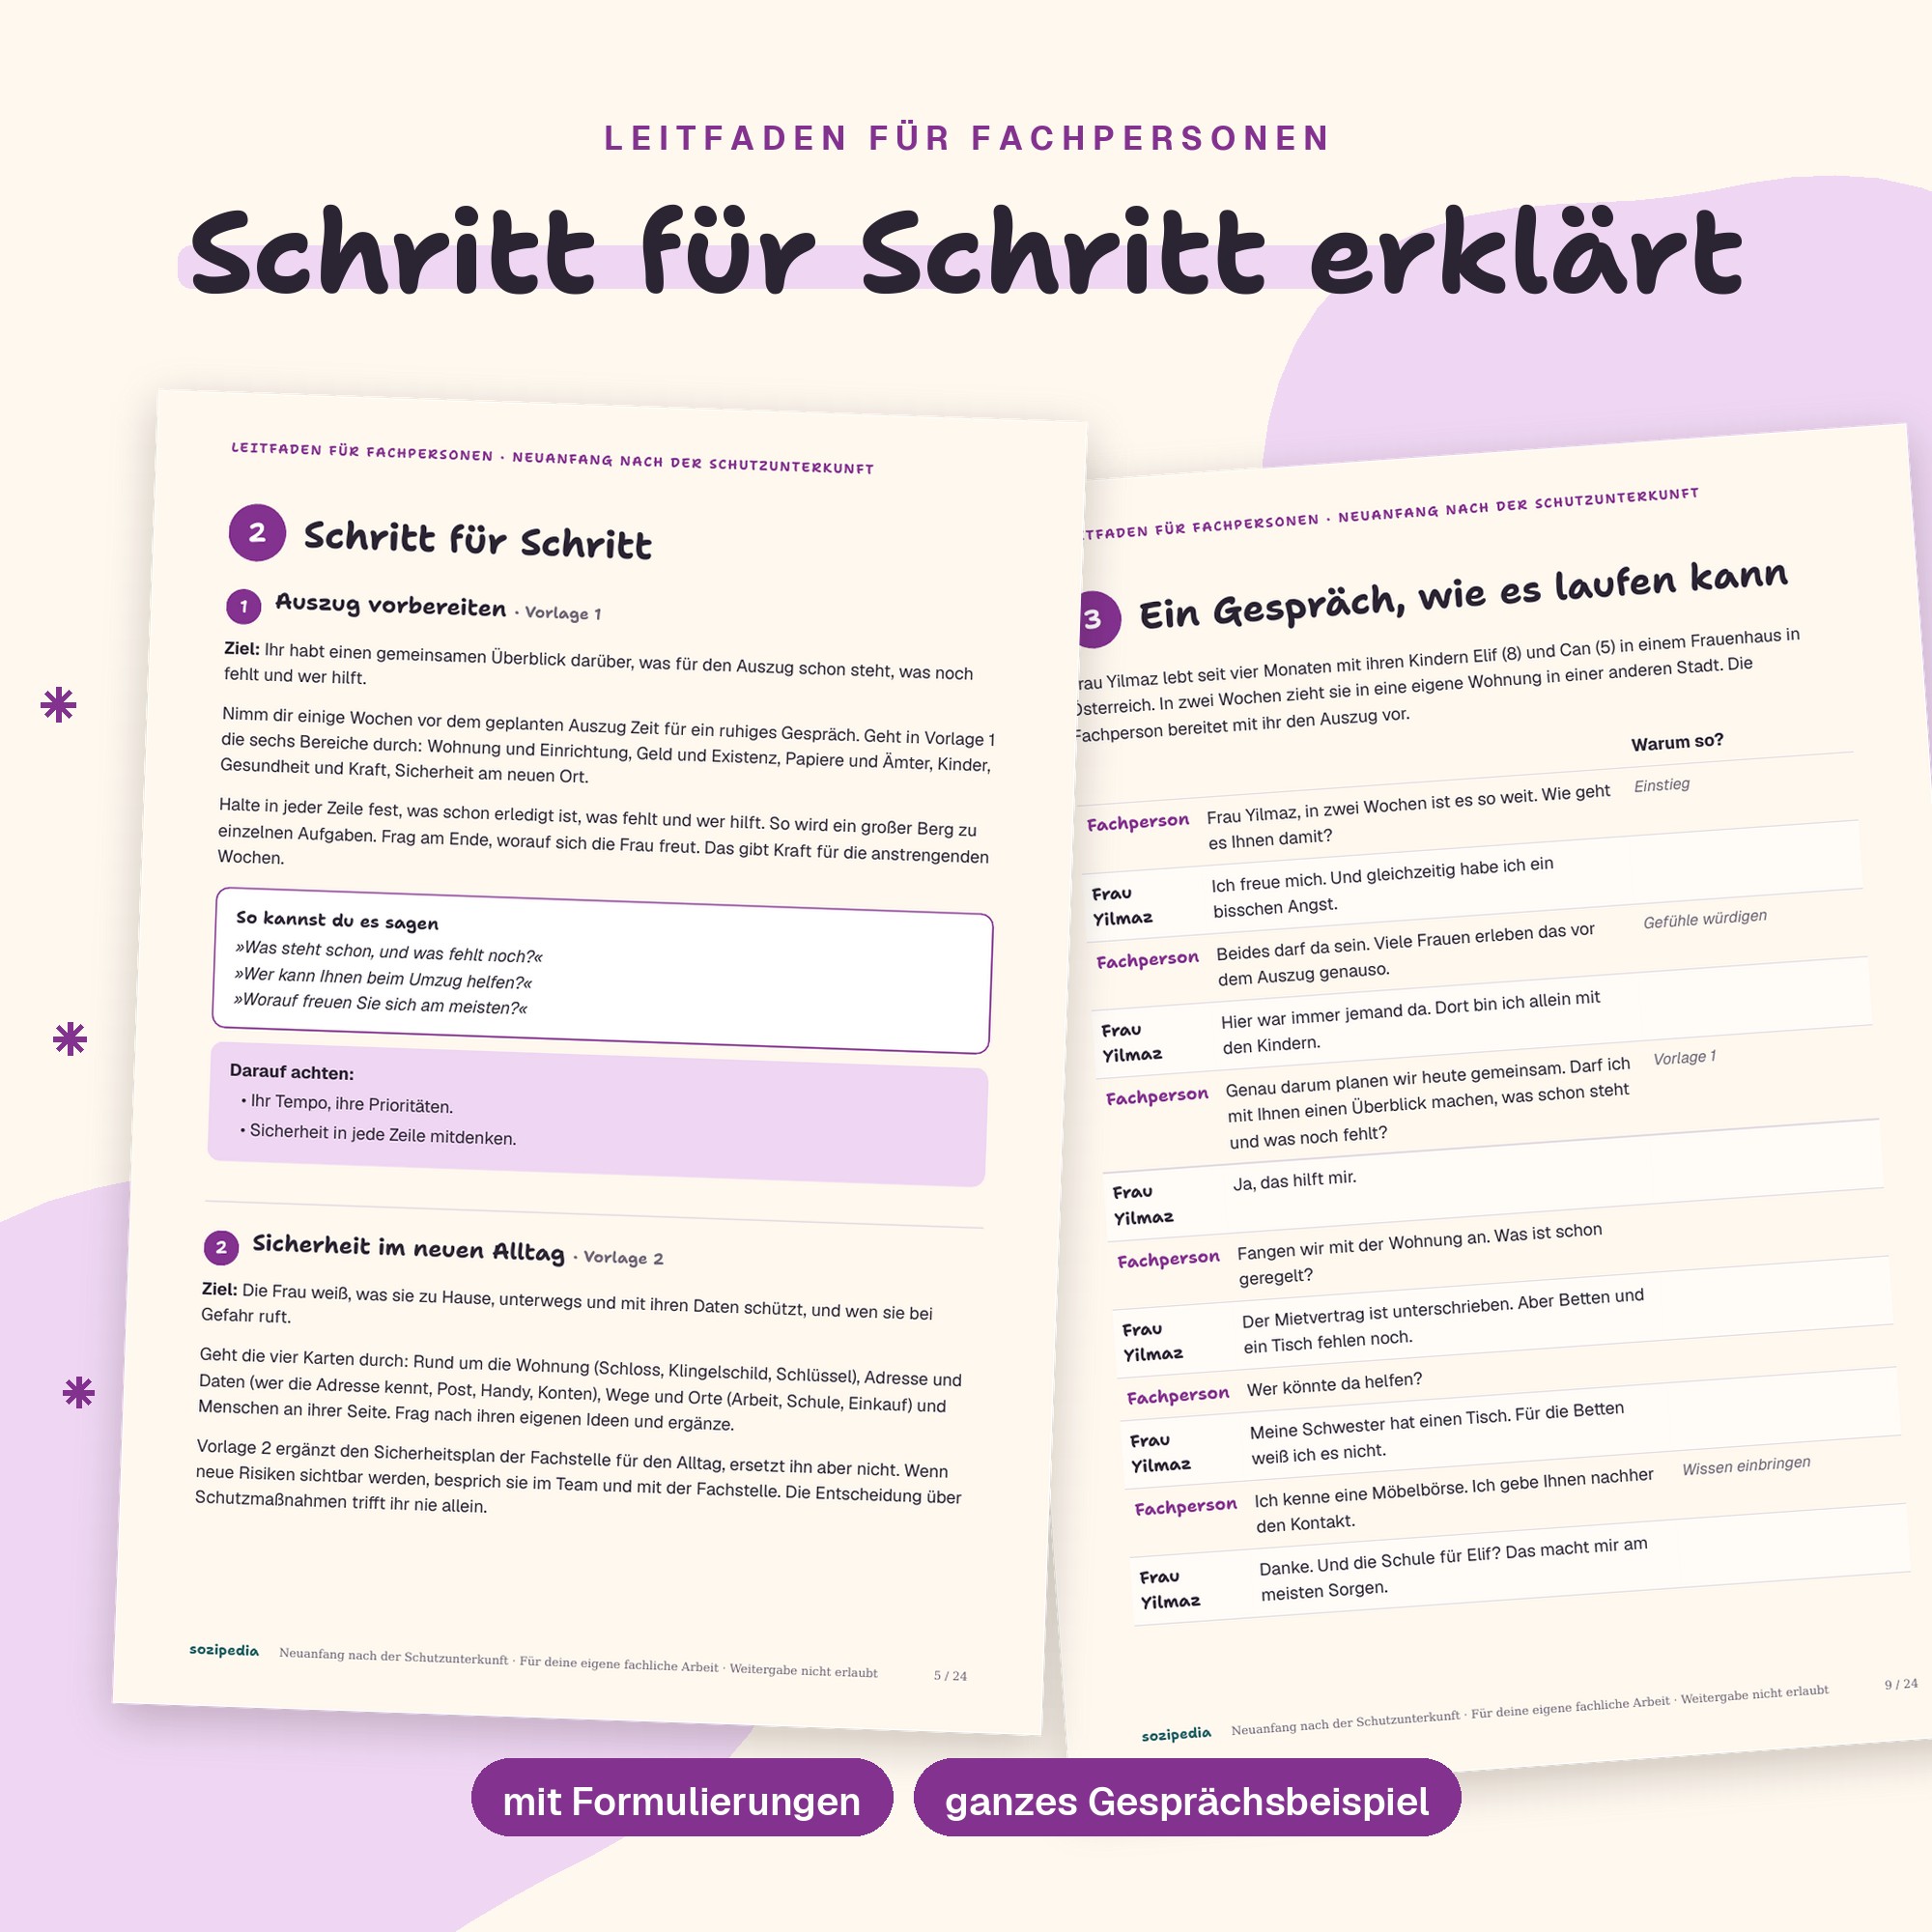 LEITFADEN FÜR FACHPERSONEN
Schritt für Schritt erklärt
LEITFADEN FÜR FACHPERSONEN · NEUANFANG NACH DER SCHUTZUNTERKUNFT
2 Schritt für Schritt
1 Auszug vorbereiten · Vorlage 1
Ziel: Ihr habt einen gemeinsamen Überblick darüber, was für den Auszug schon steht, was noch
fehlt und wer hilft.
Nimm dir einige Wochen vor dem geplanten Auszug Zeit für ein ruhiges Gespräch. Geht in Vorlage 1
die sechs Bereiche durch: Wohnung und Einrichtung, Geld und Existenz, Papiere und Ämter, Kinder,
Gesundheit und Kraft, Sicherheit am neuen Ort.
Halte in jeder Zeile fest, was schon erledigt ist, was fehlt und wer hilft. So wird ein großer Berg zu
einzelnen Aufgaben. Frag am Ende, worauf sich die Frau freut. Das gibt Kraft für die anstrengenden
Wochen.
So kannst du es sagen
»Was steht schon, und was fehlt noch?«
»Wer kann Ihnen beim Umzug helfen?«
»Worauf freuen Sie sich am meisten?«
Darauf achten:
• Ihr Tempo, ihre Prioritäten.
• Sicherheit in jede Zeile mitdenken.
2 Sicherheit im neuen Alltag · Vorlage 2
Ziel: Die Frau weiß, was sie zu Hause, unterwegs und mit ihren Daten schützt, und wen sie bei
Gefahr ruft.
Geht die vier Karten durch: Rund um die Wohnung (Schloss, Klingelschild, Schlüssel), Adresse und
Daten (wer die Adresse kennt, Post, Handy, Konten), Wege und Orte (Arbeit, Schule, Einkauf) und
Menschen an ihrer Seite. Frag nach ihren eigenen Ideen und ergänze.
Vorlage 2 ergänzt den Sicherheitsplan der Fachstelle für den Alltag, ersetzt ihn aber nicht. Wenn
neue Risiken sichtbar werden, besprich sie im Team und mit der Fachstelle. Die Entscheidung über
Schutzmaßnahmen trifft ihr nie allein.
sozipedia Neuanfang nach der Schutzunterkunft · Für deine eigene fachliche Arbeit · Weitergabe nicht erlaubt 5 / 24
ITFADEN FÜR FACHPERSONEN · NEUANFANG NACH DER SCHUTZUNTERKUNFT
3 Ein Gespräch, wie es laufen kann
rau Yilmaz lebt seit vier Monaten mit ihren Kindern Elif (8) und Can (5) in einem Frauenhaus in
Österreich. In zwei Wochen zieht sie in eine eigene Wohnung in einer anderen Stadt. Die
Fachperson bereitet mit ihr den Auszug vor.
Warum so?
Fachperson Frau Yilmaz, in zwei Wochen ist es so weit. Wie geht Einstieg
es Ihnen damit?
Frau Ich freue mich. Und gleichzeitig habe ich ein
Yilmaz bisschen Angst.
Fachperson Beides darf da sein. Viele Frauen erleben das vor Gefühle würdigen
dem Auszug genauso.
Frau Hier war immer jemand da. Dort bin ich allein mit
Yilmaz den Kindern.
Fachperson Genau darum planen wir heute gemeinsam. Darf ich Vorlage 1
mit Ihnen einen Überblick machen, was schon steht
und was noch fehlt?
Frau Ja, das hilft mir.
Yilmaz
Fachperson Fangen wir mit der Wohnung an. Was ist schon
geregelt?
Frau Der Mietvertrag ist unterschrieben. Aber Betten und
Yilmaz ein Tisch fehlen noch.
Fachperson Wer könnte da helfen?
Frau Meine Schwester hat einen Tisch. Für die Betten
Yilmaz weiß ich es nicht.
Fachperson Ich kenne eine Möbelbörse. Ich gebe Ihnen nachher Wissen einbringen
den Kontakt.
Frau Danke. Und die Schule für Elif? Das macht mir am
Yilmaz meisten Sorgen.
sozipedia Neuanfang nach der Schutzunterkunft · Für deine eigene fachliche Arbeit · Weitergabe nicht erlaubt 9 / 24
mit Formulierungen
ganzes Gesprächsbeispiel